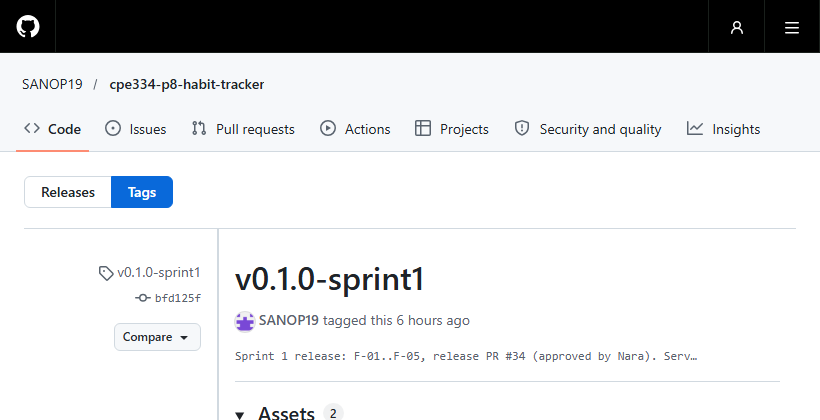 SANOP19 / cpe334-p8-habit-tracker
Code Issues Pull requests Actions Projects Security and quality Insights
Releases Tags
v0.1.0-sprint1
bfd125f
Compare
v0.1.0-sprint1
SANOP19 tagged this 6 hours ago
Sprint 1 release: F-01..F-05, release PR #34 (approved by Nara). Serv…
Assets 2